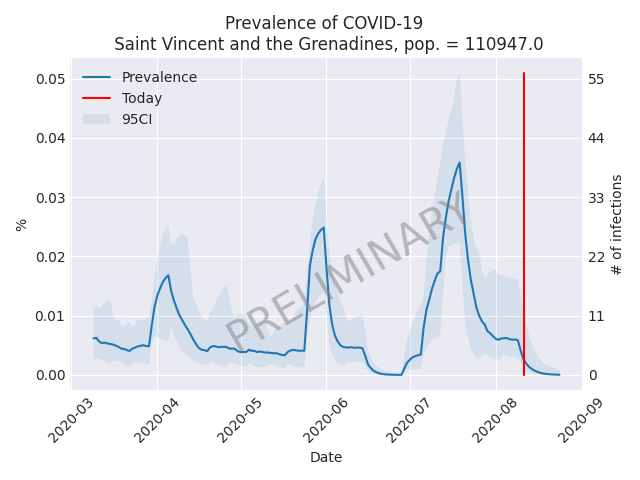 Prevalence of COVID-19
Saint Vincent and the Grenadines, pop. = 110947.0
Prevalence
Today
95CI
0.05
0.04
0.03
0.02
0.01
0.00
%
55
44
33
22
11
0
# of infections
PRELIMINARY
2020-03
2020-04
2020-05
2020-06
2020-07
2020-08
2020-09
Date